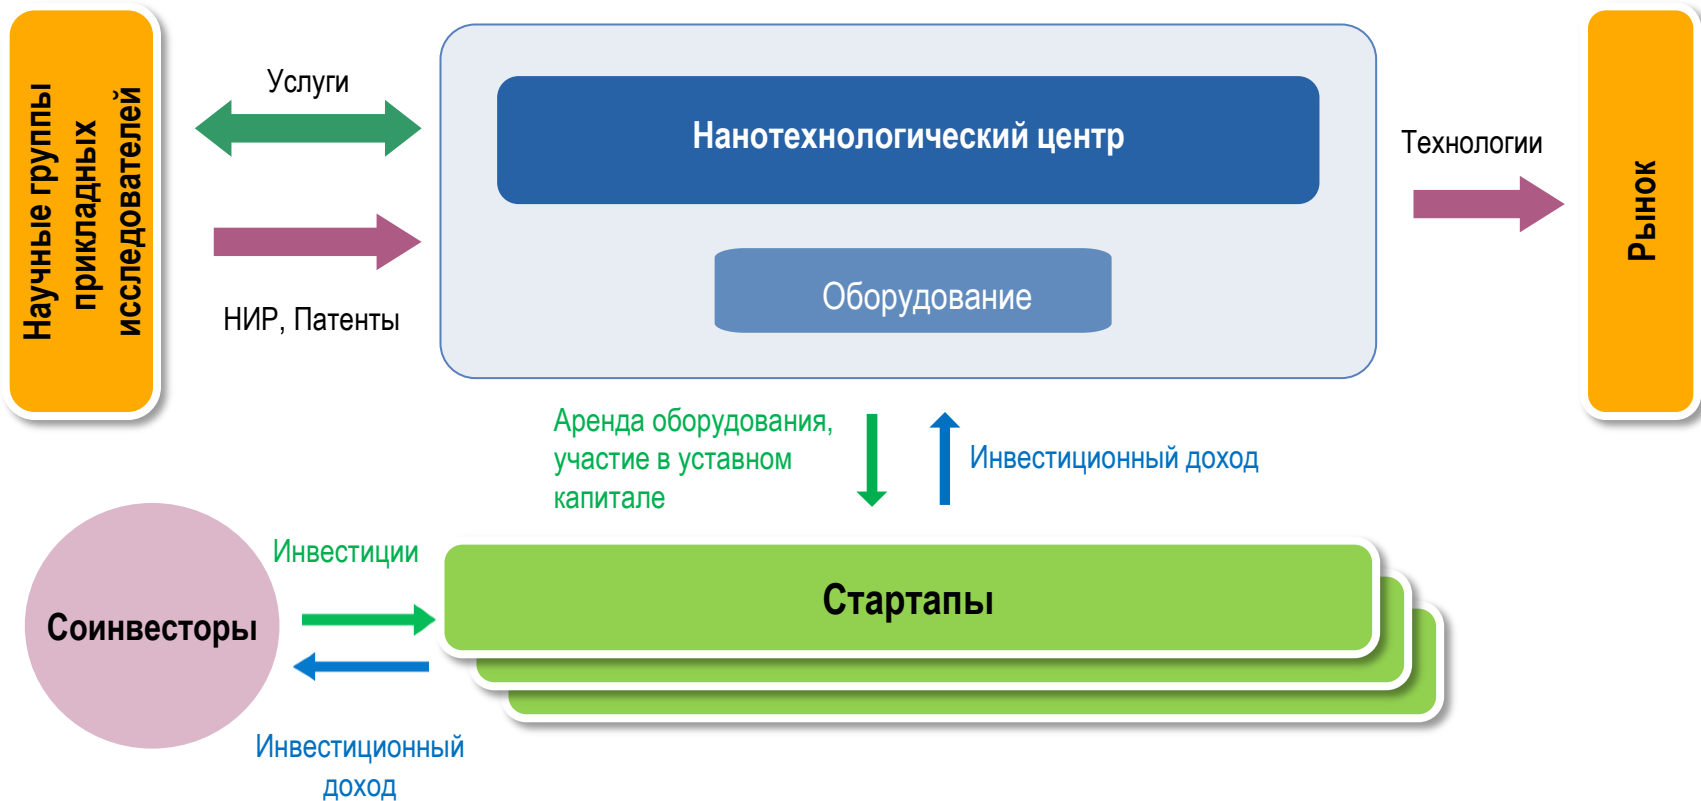 Научные группы
прикладных
исследователей
Услуги
НИР, Патенты
Нанотехнологический центр
Оборудование
Технологии
Рынок
Аренда оборудования,
участие в уставном
капитале
Инвестиционный доход
Соинвесторы
Инвестиции
Инвестиционный
доход
Стартапы